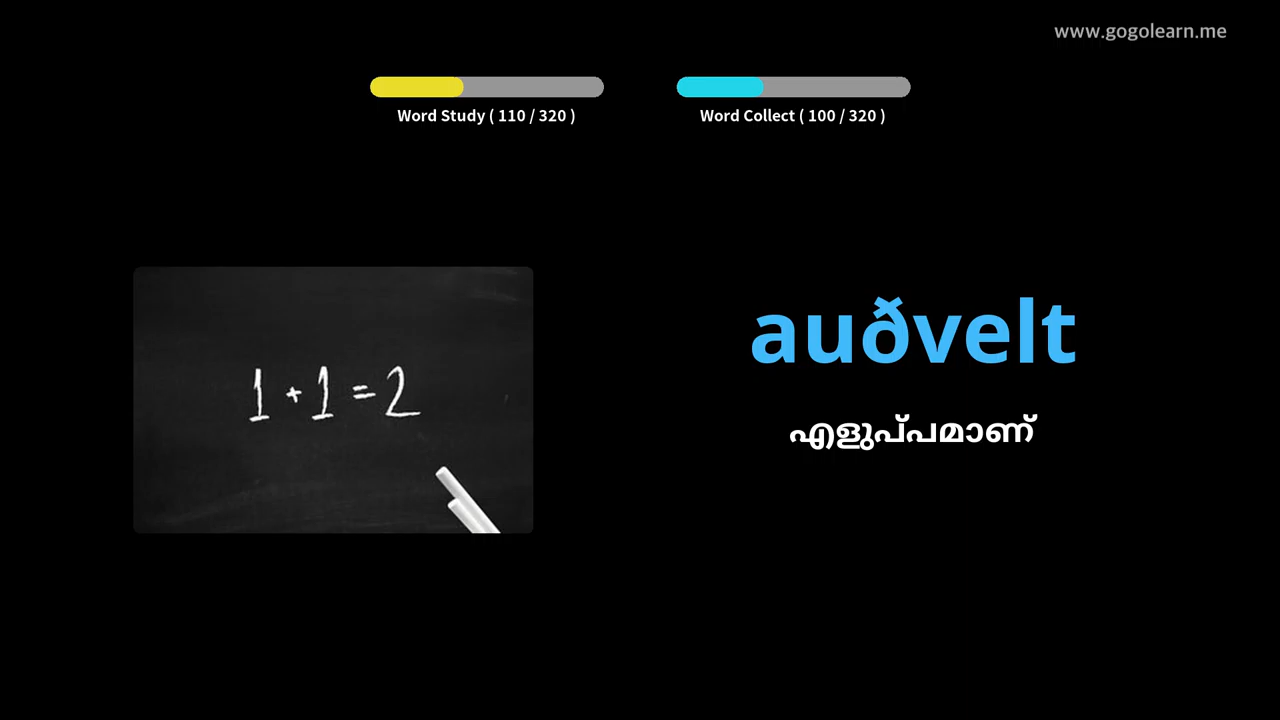 www.gogolearn.me
Word Study ( 110 / 320 )
Word Collect ( 100 / 320 )
1 + 1 = 2
auðvelt
എളുപ്പമാണ്